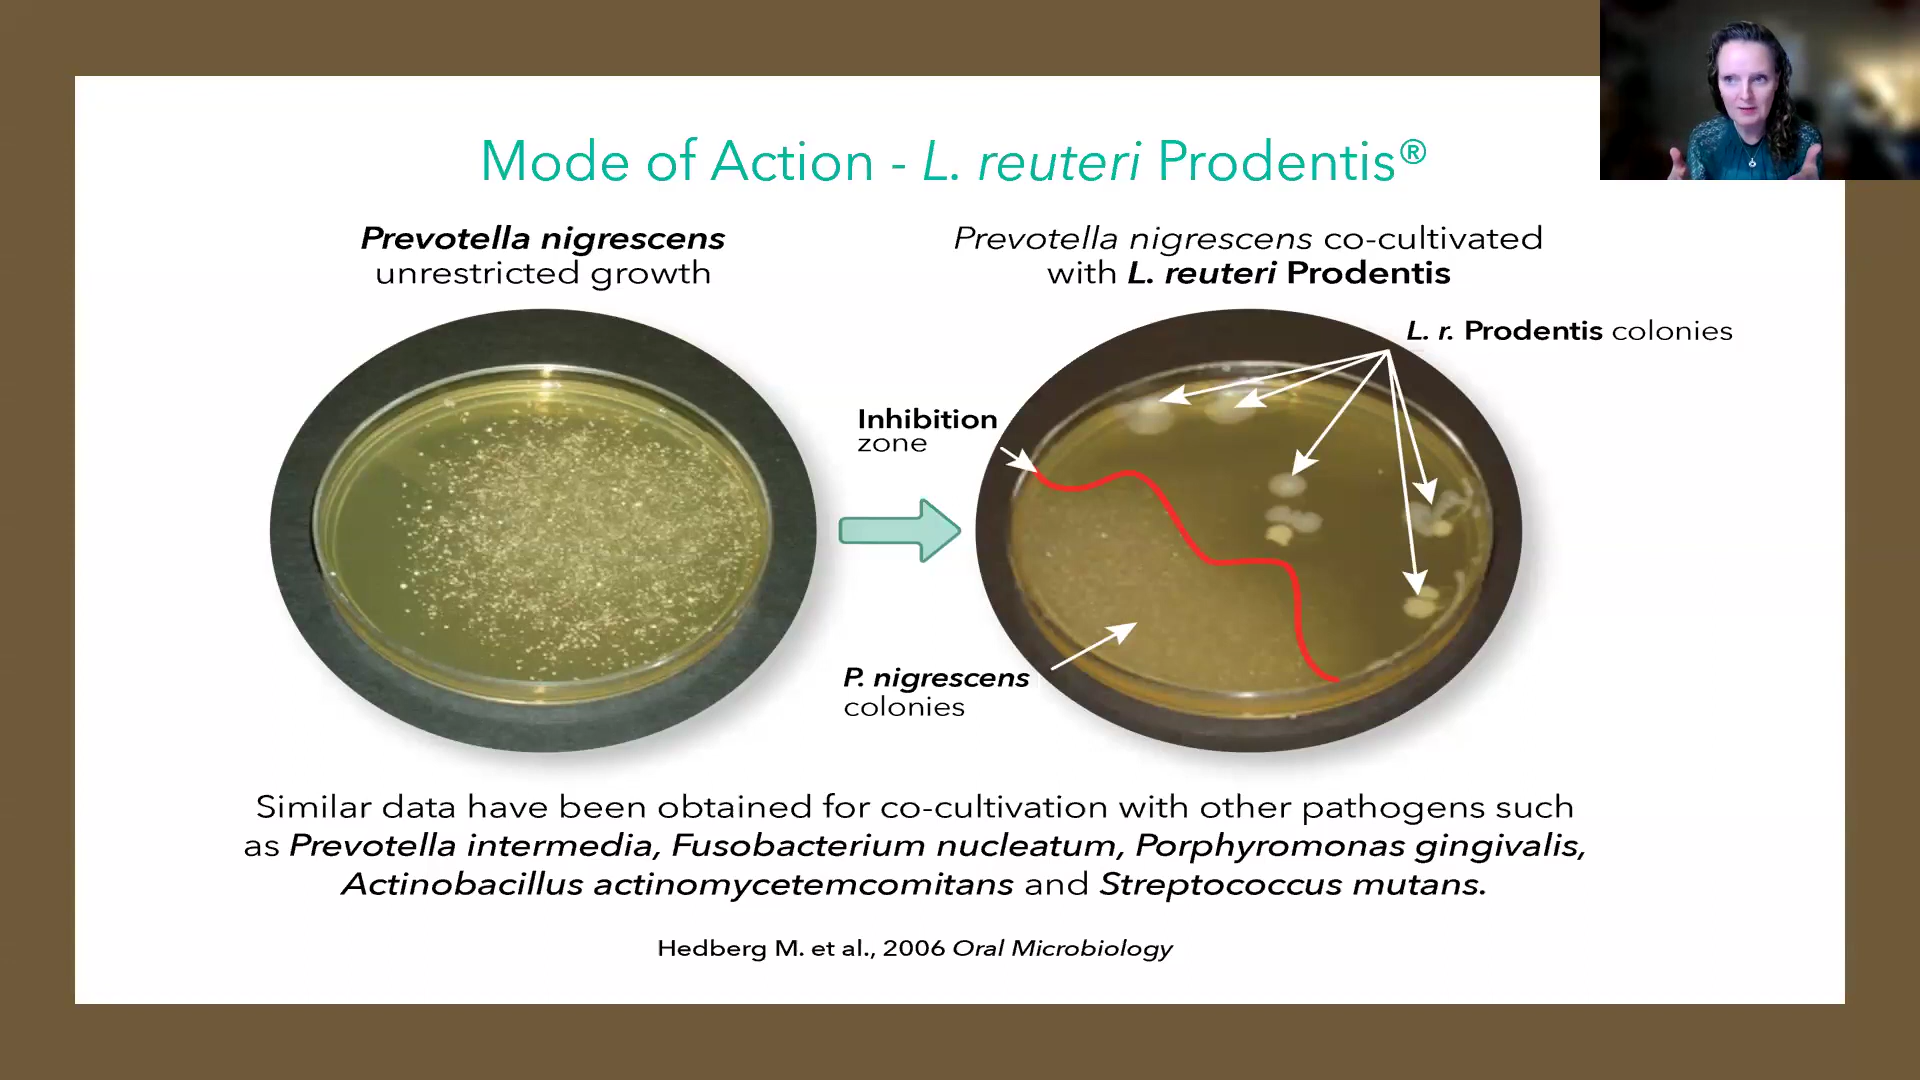 Mode of Action - L. reuteri Prodentis®
Prevotella nigrescens
unrestricted growth
Prevotella nigrescens co-cultivated
with L. reuteri Prodentis
L. r. Prodentis colonies
Inhibition
zone
P. nigrescens
colonies
Similar data have been obtained for co-cultivation with other pathogens such
as Prevotella intermedia, Fusobacterium nucleatum, Porphyromonas gingivalis,
Actinobacillus actinomycetemcomitans and Streptococcus mutans.
Hedberg M. et al., 2006 Oral Microbiology